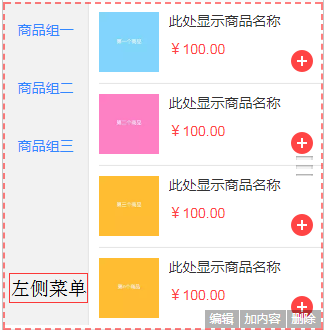 商品组一
商品组二
商品组三
左侧菜单
第一个商品
此处显示商品名称
￥100.00
第二个商品
此处显示商品名称
￥100.00
第三个商品
此处显示商品名称
￥100.00
第4个商品
此处显示商品名称
￥100.00
编辑 加内容 删除